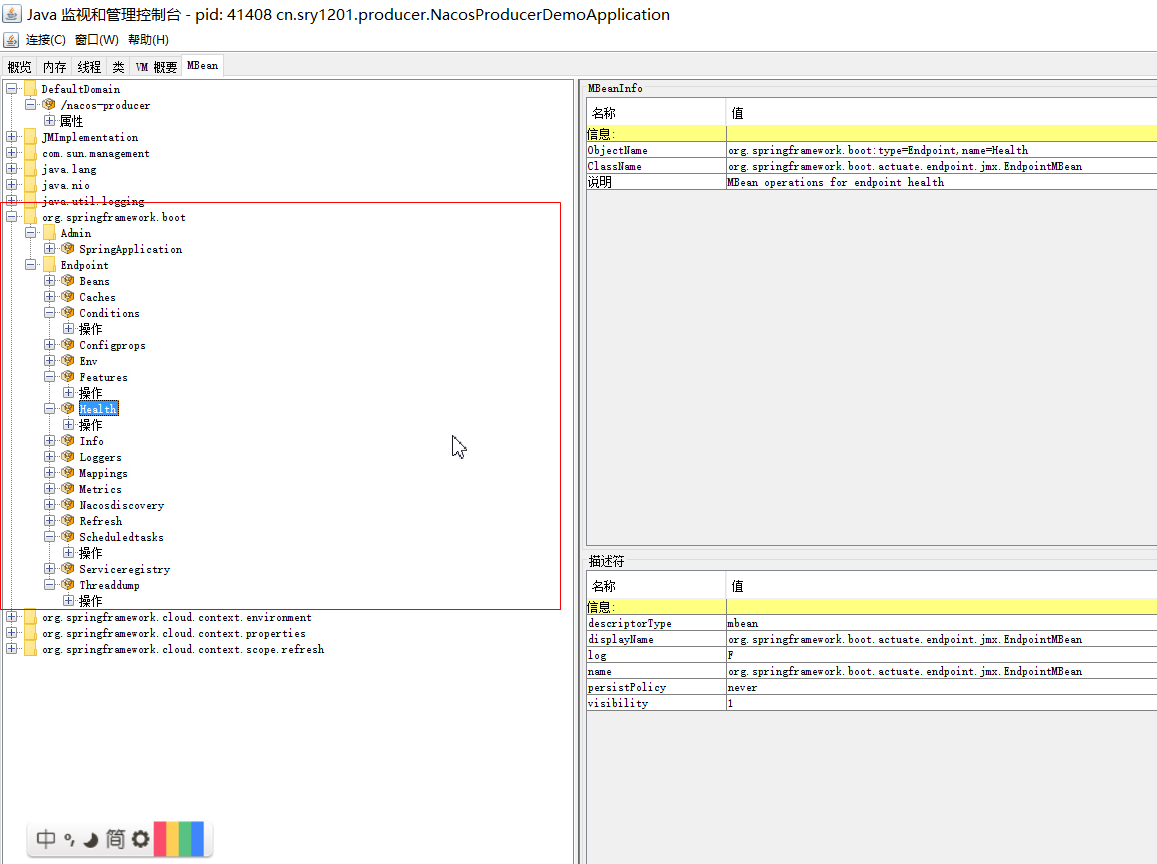 Java 监视和管理控制台 - pid: 41408 cn.sry1201.producer.NacosProducerDemoApplication
连接(C) 窗口(W) 帮助(H)
概览 内存 线程 类 VM 概要 MBean
DefaultDomain
/nacos-producer
属性
JMImplementation
com.sun.management
java.lang
java.nio
java.util.logging
org.springframework.boot
Admin
SpringApplication
Endpoint
Beans
Caches
Conditions
操作
Configprops
Env
Features
操作
Health
操作
Info
Loggers
Mappings
Metrics
Nacosdiscovery
Refresh
Scheduledtasks
操作
Serviceregistry
Threaddump
操作
org.springframework.cloud.context.environment
org.springframework.cloud.context.properties
org.springframework.cloud.context.scope.refresh
MBeanInfo
名称 值
信息:
ObjectName org.springframework.boot:type=Endpoint,name=Health
ClassName org.springframework.boot.actuate.endpoint.jmx.EndpointMBean
说明 MBean operations for endpoint health
描述符
名称 值
信息:
descriptorType mbean
displayName org.springframework.boot.actuate.endpoint.jmx.EndpointMBean
log F
name org.springframework.boot.actuate.endpoint.jmx.EndpointMBean
persistPolicy never
visibility 1
中 °, 简